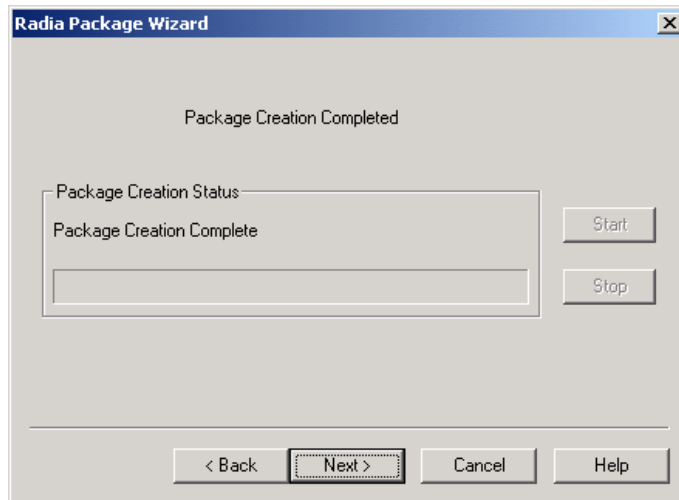 Radia Package Wizard
Package Creation Completed
Package Creation Status
Package Creation Complete
Start
Stop
< Back
Next >
Cancel
Help